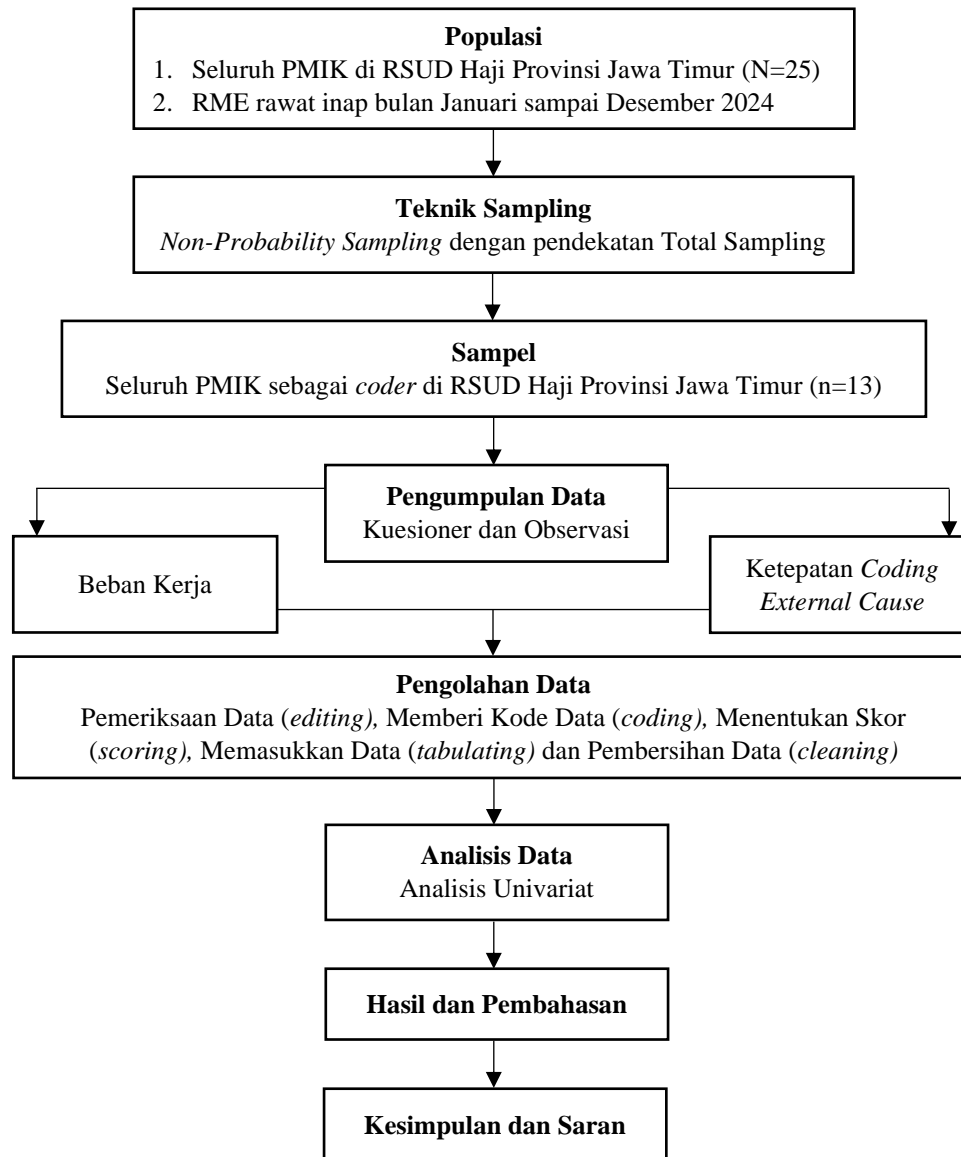 Populasi
1. Seluruh PMIK di RSUD Haji Provinsi Jawa Timur (N=25)
2. RME rawat inap bulan Januari sampai Desember 2024
Teknik Sampling
Non-Probability Sampling dengan pendekatan Total Sampling
Sampel
Seluruh PMIK sebagai coder di RSUD Haji Provinsi Jawa Timur (n=13)
Pengumpulan Data
Kuesioner dan Observasi
Beban Kerja
Ketepatan Coding
External Cause
Pengolahan Data
Pemeriksaan Data (editing), Memberi Kode Data (coding), Menentukan Skor
(scoring), Memasukkan Data (tabulating) dan Pembersihan Data (cleaning)
Analisis Data
Analisis Univariat
Hasil dan Pembahasan
Kesimpulan dan Saran